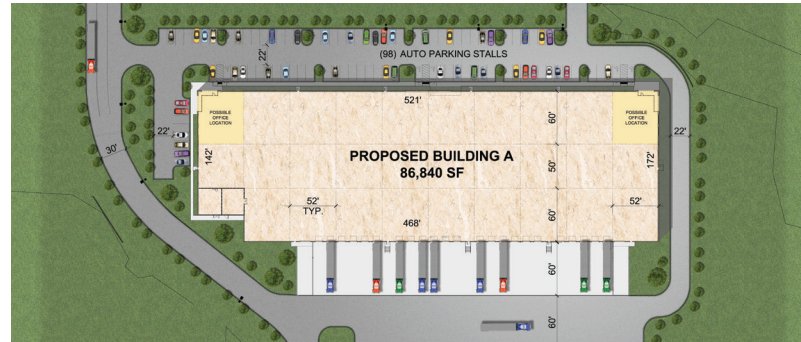 (98) AUTO PARKING STALLS
22'
521'
POSSIBLE
OFFICE
LOCATION
POSSIBLE
OFFICE
LOCATION
60'
22'
22'
30'
142'
PROPOSED BUILDING A
86,840 SF
50'
172'
52'
TYP.
52'
468'
60'
60'
60'